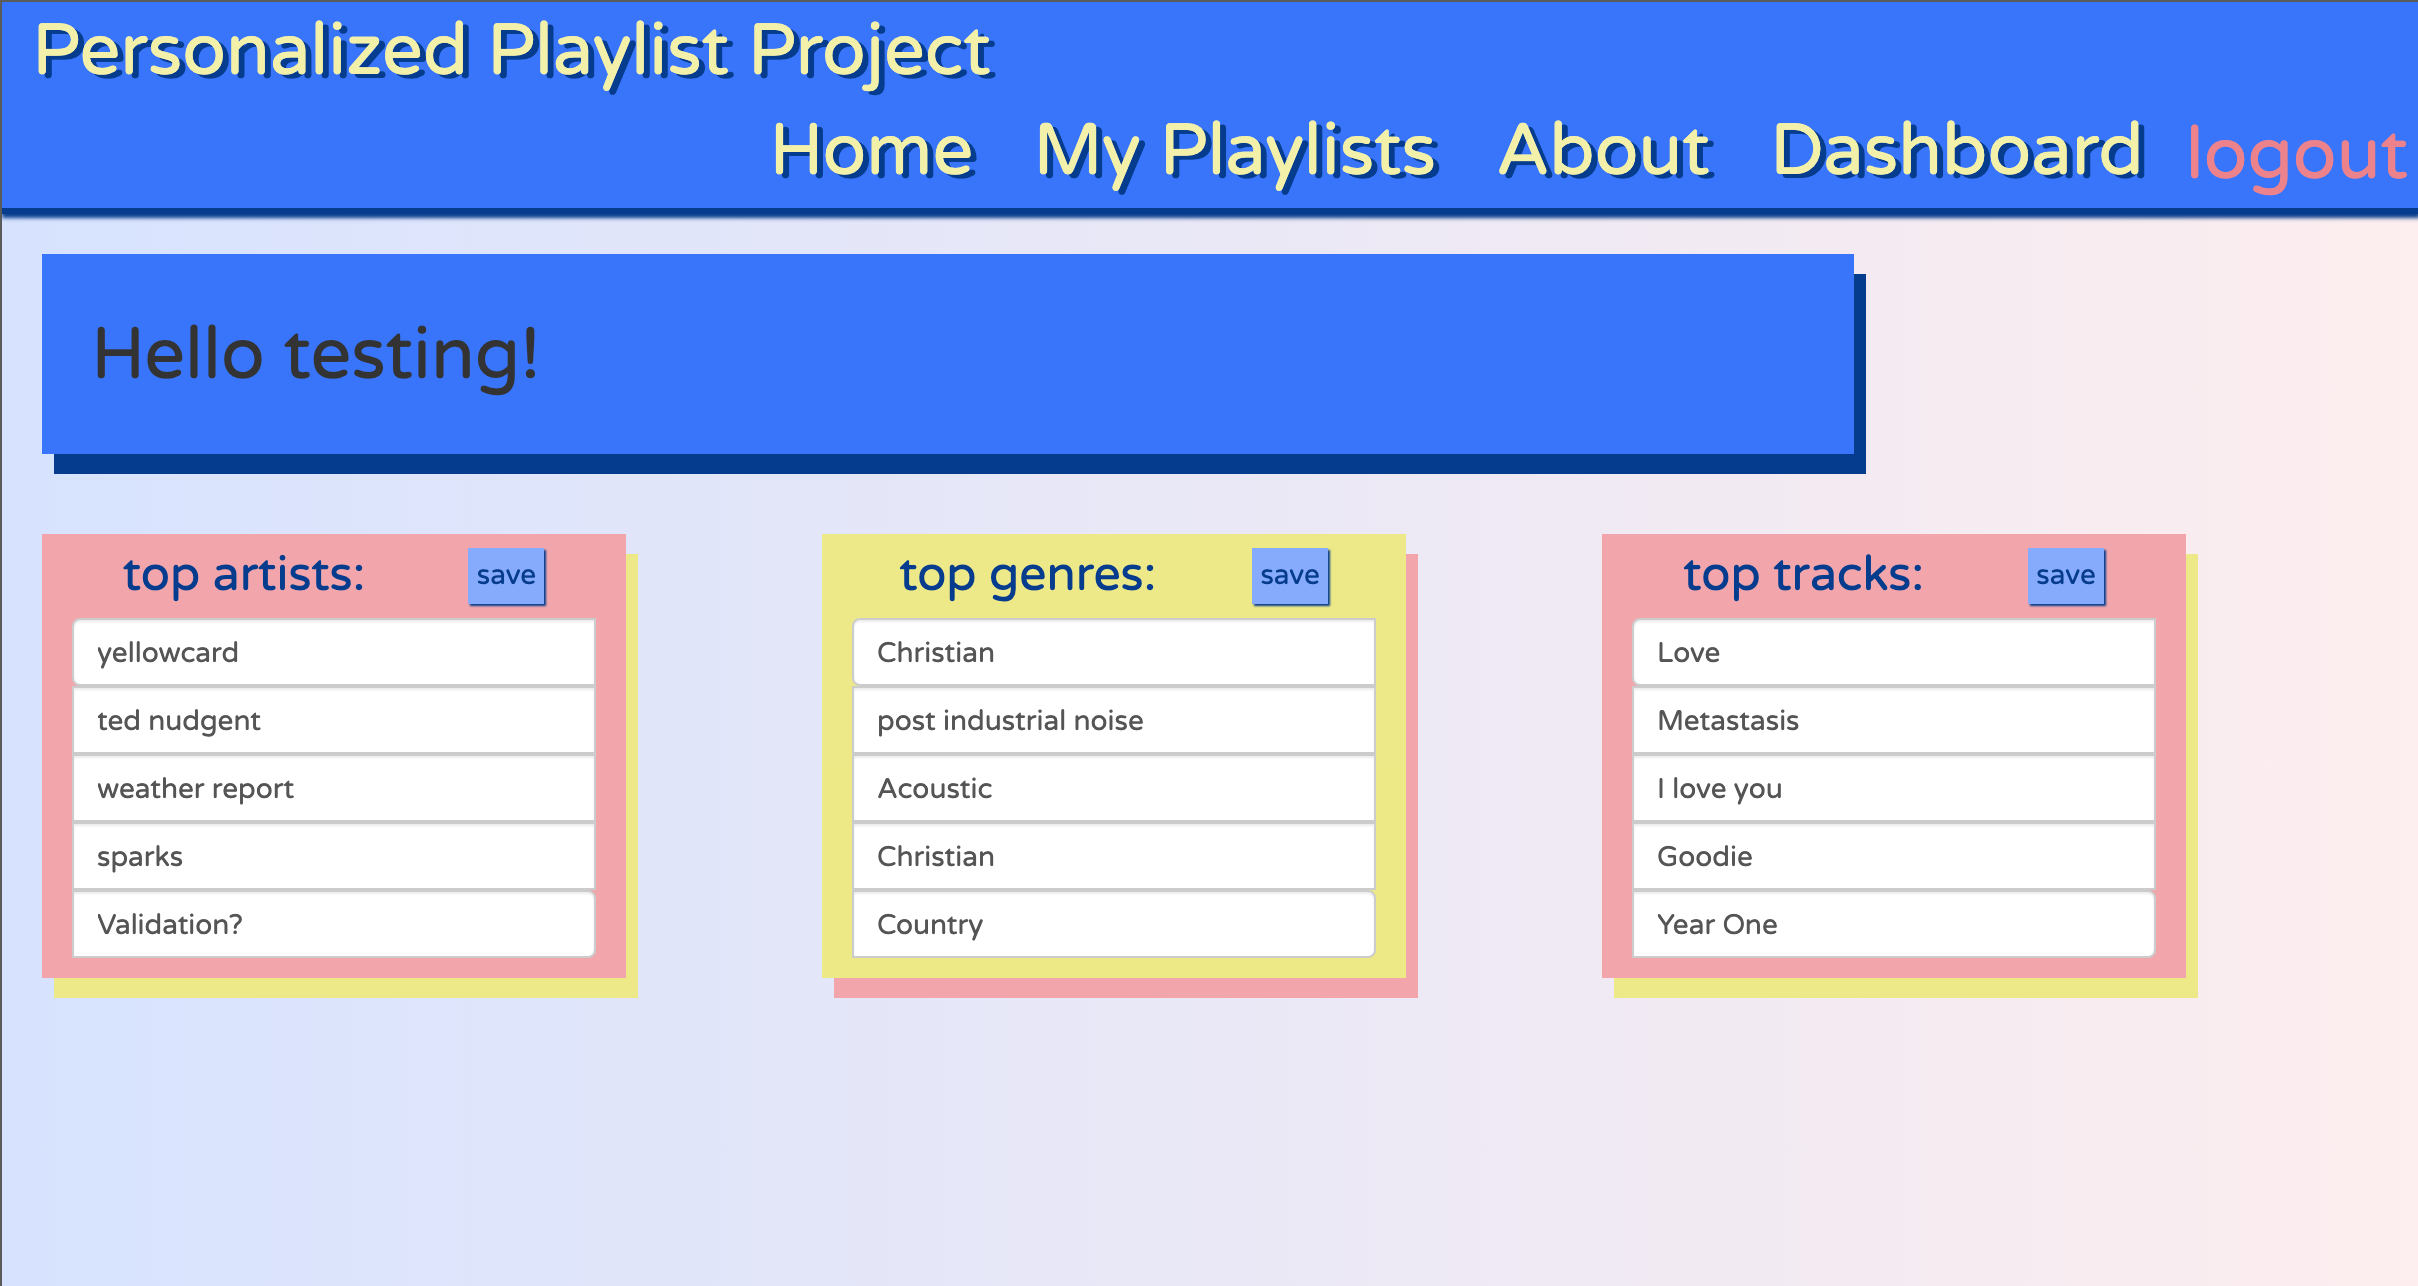 Personalized Playlist Project
Home My Playlists About Dashboard logout
Hello testing!
top artists: save
yellowcard
ted nudgent
weather report
sparks
Validation?
top genres: save
Christian
post industrial noise
Acoustic
Christian
Country
top tracks: save
Love
Metastasis
I love you
Goodie
Year One